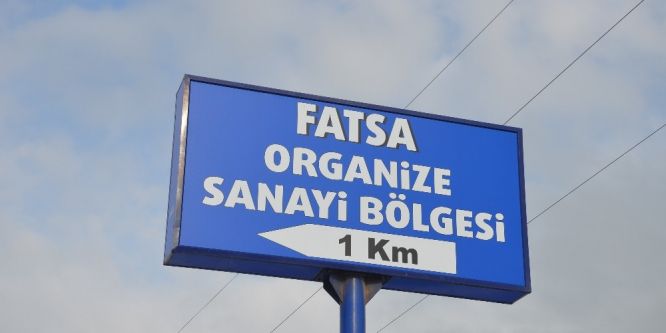 FATSA
ORGANiZE
SANAYi BÖLGESi
1 Km